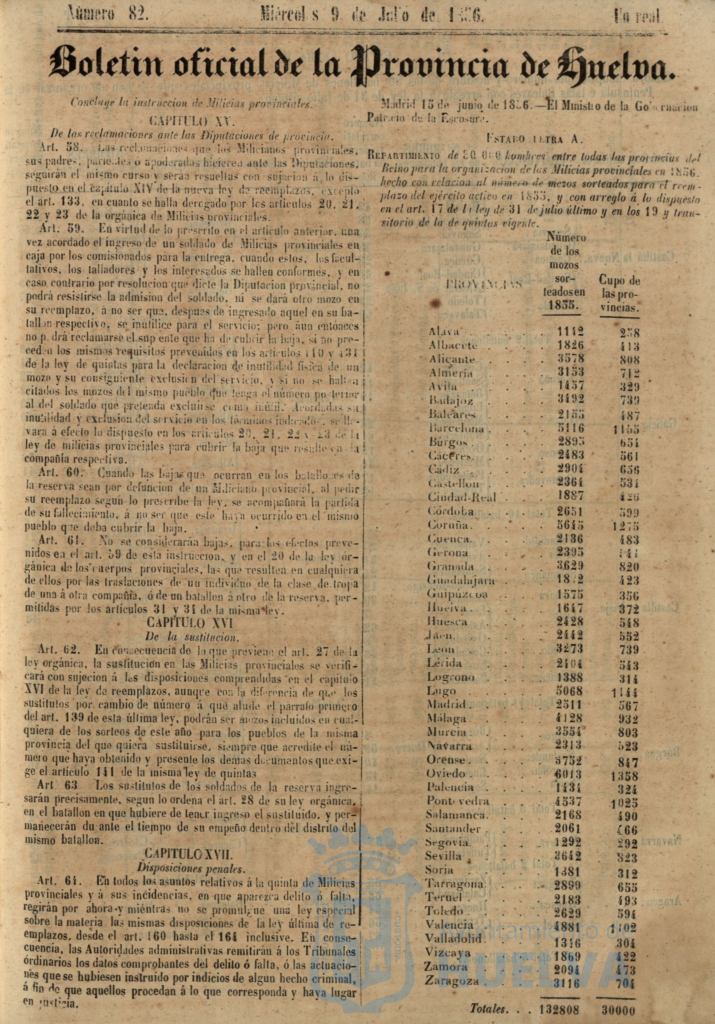 Número 82. Miércoles 9 de Julio de 1856. Un real.
Boletin oficial de la Provincia de Huelva.
Concluye la instruccion de Milicias provinciales.
CAPITULO XV.
De las reclamaciones ante las Diputaciones de provincia.
Art. 58. Las reclamaciones que los Milicianos provinciales,
sus padres, parientes o apoderados hicieren ante las Diputaciones,
seguirán el mismo curso y serán resueltas con sujecion á lo dis-
puesto en el capítulo XIV de la nueva ley de reemplazos, excepto
el art. 133, en cuanto se halla derogado por los artículos 20, 21,
22 y 23 de la orgánica de Milicias provinciales.
Art. 59. En virtud de lo prescrito en el artículo anterior, una
vez acordado el ingreso de un soldado de Milicias provinciales en
caja por los comisionados para la entrega, cuando estos, los facul-
tativos, los talladores y los interesados se hallen conformes, y en
caso contrario por resolucion que dicte la Diputacion provincial, no
podrá resistirse la admision del soldado, ni se dará otro mozo en
su reemplazo, á no ser que, despues de ingresado aquel en su ba-
tallon respectivo, se inutilice para el servicio; pero aun entonces
no podrá reclamarse el suplente que ha de cubrir la baja, si no pre-
ceden los mismos requisitos prevenidos en los artículos 110 y 131
de la ley de quintas para la declaracion de inutilidad física de un
mozo y su consiguiente exclusion del servicio, y si no se hallan
citados los mozos del mismo pueblo que tenga el número posterior
al del soldado que pretenda excluirse como inútil. Acordadas su
inutilidad y exclusion del servicio en los términos indicados, se lle-
vará á efecto lo dispuesto en los artículos 20, 21, 22 y 23 de la
ley de milicias provinciales para cubrir la baja que resulte en la
compañía respectiva.
Art. 60. Cuando las bajas que ocurran en los batallones de
la reserva sean por defuncion de un Miliciano provincial, al pedir
su reemplazo segun lo prescribe la ley, se acompañará la partida
de su fallecimiento, á no ser que este haya ocurrido en el mismo
pueblo que deba cubrir la baja.
Art. 61. No se considerarán bajas, para los efectos preve-
nidos en el art. 59 de esta instruccion, y en el 20 de la ley or-
gánica de los cuerpos provinciales, las que resulten en cualquiera
de ellos por las traslaciones de un individuo de la clase de tropa
de una á otra compañía, ó de un batallon á otro de la reserva, per-
mitidas por los artículos 31 y 34 de la misma ley.
CAPITULO XVI
De la sustitucion.
Art. 62. En consecuencia de la que previene el art. 27 de la
ley orgánica, la sustitucion en las Milicias provinciales se verifi-
cará con sujecion á las disposiciones comprendidas en el capítulo
XVI de la ley de reemplazos, aunque con la diferencia de que los
sustitutos por cambio de número á que alude el párrafo primero
del art. 139 de esta última ley, podrán ser mozos incluidos en cual-
quiera de los sorteos de este año para los pueblos de la misma
provincia del que quiera sustituirse, siempre que acredite el nú-
mero que haya obtenido y presente los demas documentos que exi-
ge el artículo 141 de la misma ley de quintas
Art. 63. Los sustitutos de los soldados de la reserva ingre-
sarán precisamente, segun lo ordena el art. 28 de su ley orgánica,
en el batallon en que hubiere de tener ingreso el sustituido, y per-
manecerán durante el tiempo de su empeño dentro del distrito del
mismo batallon.
CAPITULO XVII.
Disposiciones penales.
Art. 64. En todos los asuntos relativos á la quinta de Milicias
provinciales y á sus incidencias, en que aparezca delito ó falta,
regirán por ahora y miéntras no se promulgue una ley especial
sobre la materia las mismas disposiciones de la ley última de re-
emplazos, desde el art. 160 hasta el 164 inclusive. En conse-
cuencia, las Autoridades administrativas remitirán á los Tribunales
ordinarios los datos comprobantes del delito ó falta, ó las actuacio-
nes que se hubiesen instruido por indicios de algun hecho criminal,
á fin de que aquellos procedan á lo que corresponda y haya lugar
en justicia.
Madrid 15 de junio de 1856.—El Ministro de la Gobernacion
Patricio de la Escosura.
ESTADO LETRA A.
REPARTIMIENTO de 30 000 hombres entre todas las provincias del
Reino para la organizacion de las Milicias provinciales en 1856,
hecho con relacion al número de mozos sorteados para el reem-
plazo del ejército activo en 1855, y con arreglo á lo dispuesto
en el art. 17 de la ley de 31 de julio último y en los 19 y tran-
sitorio de la de quintas vigente.
PROVINCIAS Número de los mozos sorteados en 1855. Cupo de las provincias.
Alava 1142 258
Albacete 1826 413
Alicante 3578 808
Almería 3153 712
Avila 1457 329
Badajoz 3492 739
Baleares 2155 487
Barcelona 5116 1155
Búrgos 2895 654
Cáceres 2483 561
Cádiz 2904 656
Castellon 2364 534
Ciudad-Real 1887 426
Córdoba 2651 599
Coruña 5645 1275
Cuenca 2136 483
Gerona 2395
Granada 3629 820
Guadalajara 423
Guipúzcoa 1575 356
Huelva 1647 372
Huesca 2428 548
Jaen 2442 552
Leon 3273 739
Lérida 2404 543
Logroño 1388 314
Lugo 5068 1144
Madrid 2511 567
Málaga 4128 932
Murcia 3554 803
Navarra 2313 523
Orense 3752 847
Oviedo 6013 1358
Palencia 1434 324
Pontevedra 4537 1025
Salamanca 2168 490
Santander 2061 466
Segovia 1292 292
Sevilla 3642 823
Soria 1381 312
Tarragona 2899 655
Teruel 2183 493
Toledo 2629 594
Valencia 4881 1102
Valladolid 1346 304
Vizcaya 1869 422
Zamora 2094 473
Zaragoza 3116 704
Totales. . . 132808 30000
HUELVA